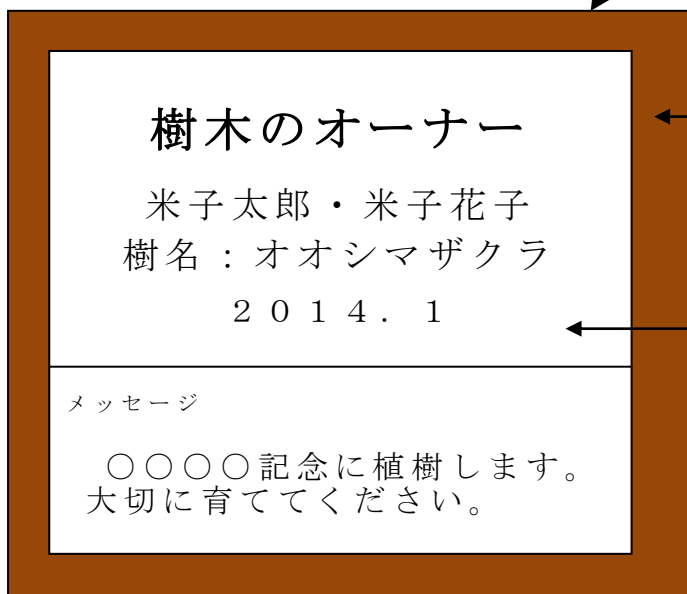 樹木のオーナー
米子太郎・米子花子
樹名：オオシマザクラ
２０１４．１
メッセージ
○○○○記念に植樹します。
大切に育ててください。